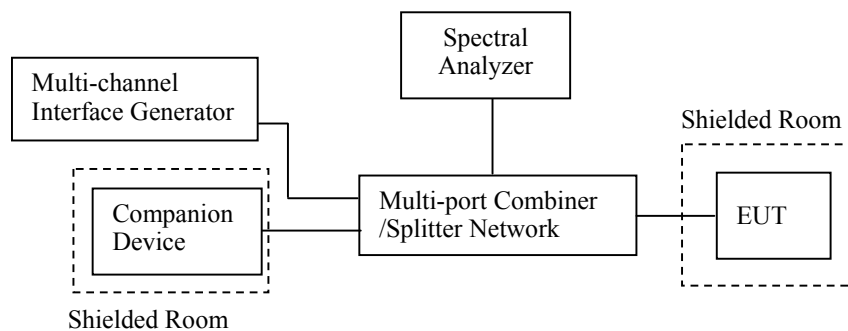 Spectral
Analyzer
Multi-channel
Interface Generator
Shielded Room
Companion
Device
Multi-port Combiner
/Splitter Network
EUT
Shielded Room